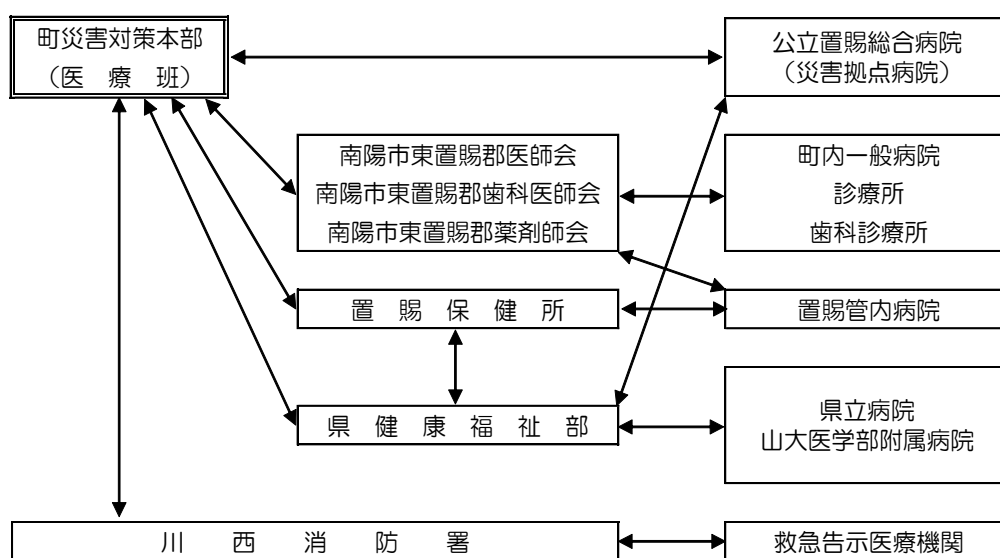 町災害対策本部
（医　療　班）
公立置賜総合病院
（災害拠点病院）
南陽市東置賜郡医師会
南陽市東置賜郡歯科医師会
南陽市東置賜郡薬剤師会
町内一般病院
診療所
歯科診療所
置　賜　保　健　所
置賜管内病院
県　健　康　福　祉　部
県立病院
山大医学部附属病院
川　西　消　防　署
救急告示医療機関